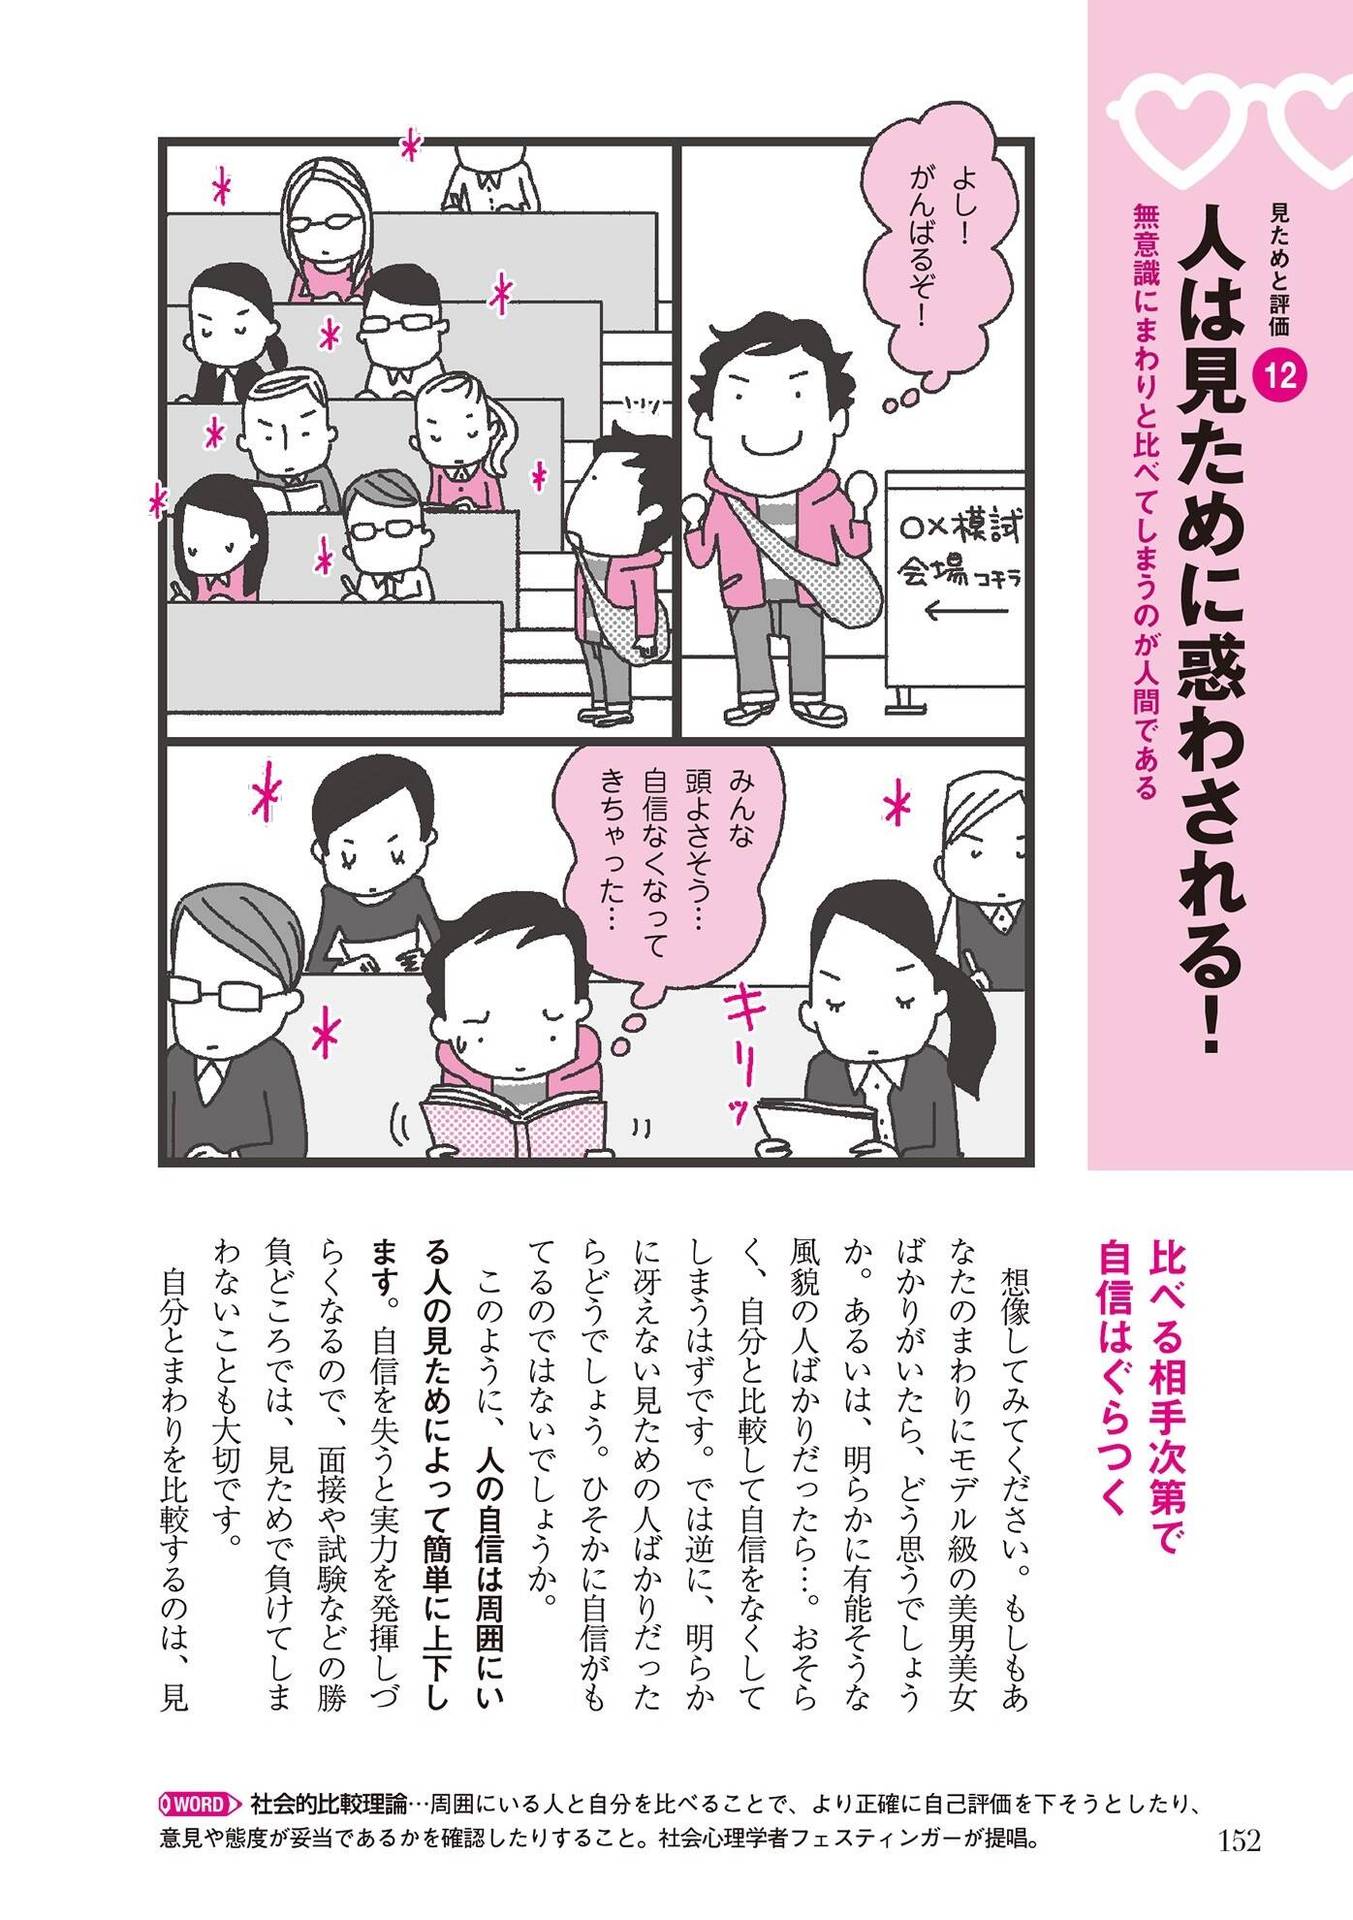 見ためと評価
12
人は見ために惑わされる！
無意識にまわりと比べてしまうのが人間である
よし！
がんばるぞ！
〇×模試
会場コチラ
←
みんな
頭よさそう…
自信なくなって
きちゃった…
キリッ
比べる相手次第で
自信はぐらつく
想像してみてください。もしもあ
なたのまわりにモデル級の美男美女
ばかりがいたら、どう思うでしょう
か。あるいは、明らかに有能そうな
風貌の人ばかりだったら…。おそら
く、自分と比較して自信をなくして
しまうはずです。では逆に、明らか
に冴えない見ための人ばかりだった
らどうでしょう。ひそかに自信がも
てるのではないでしょうか。
このように、人の自信は周囲にい
る人の見ためによって簡単に上下し
ます。自信を失うと実力を発揮しづ
らくなるので、面接や試験などの勝
負どころでは、見ためで負けてしま
わないことも大切です。
自分とまわりを比較するのは、見
WORD 社会的比較理論…周囲にいる人と自分を比べることで、より正確に自己評価を下そうとしたり、
意見や態度が妥当であるかを確認したりすること。社会心理学者フェスティンガーが提唱。
152